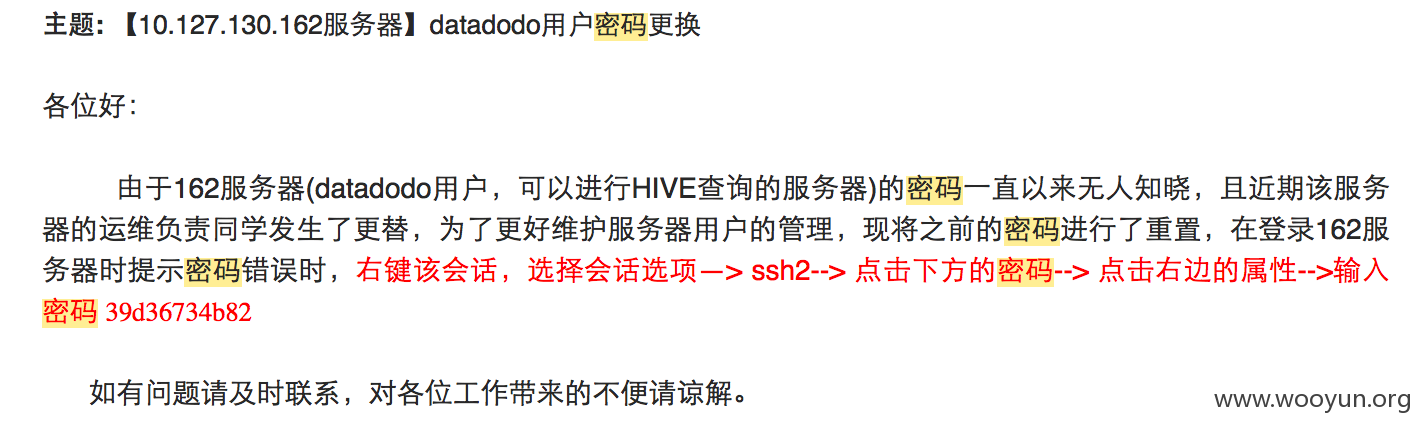 主题:【10.127.130.162服务器】datadodo用户密码更换
各位好：
由于162服务器(datadodo用户，可以进行HIVE查询的服务器)的密码一直以来无人知晓，且近期该服务
器的运维负责同学发生了更替，为了更好维护服务器用户的管理，现将之前的密码进行了重置，在登录162服
务器时提示密码错误时，右键该会话，选择会话选项—> ssh2--> 点击下方的密码--> 点击右边的属性-->输入
密码 39d36734b82
如有问题请及时联系，对各位工作带来的不便请谅解。
www.wooyun.org